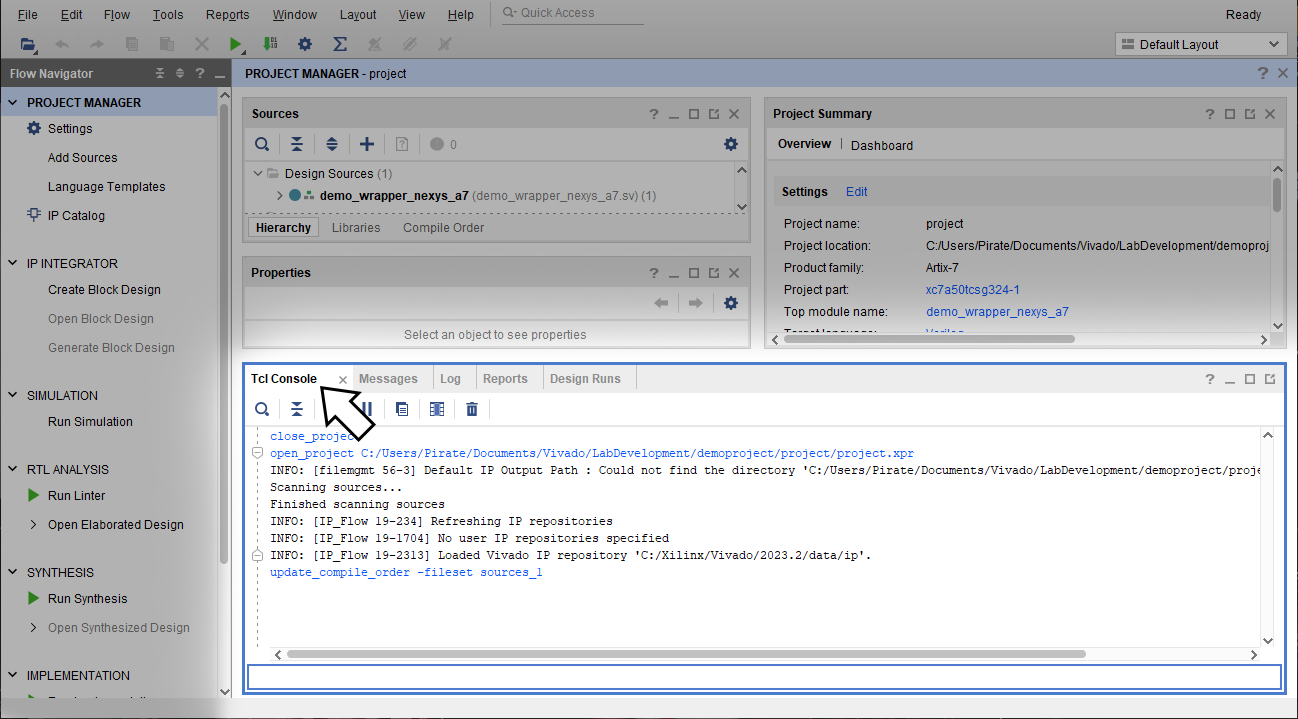 File Edit Flow Tools Reports Window Layout View Help Quick Access Ready
Default Layout
Flow Navigator
PROJECT MANAGER
Settings
Add Sources
Language Templates
IP Catalog
IP INTEGRATOR
Create Block Design
Open Block Design
Generate Block Design
SIMULATION
Run Simulation
RTL ANALYSIS
Run Linter
Open Elaborated Design
SYNTHESIS
Run Synthesis
Open Synthesized Design
IMPLEMENTATION
PROJECT MANAGER - project
Sources
0
Design Sources (1)
demo_wrapper_nexys_a7 (demo_wrapper_nexys_a7.sv) (1)
Hierarchy Libraries Compile Order
Properties
Select an object to see properties
Project Summary
Overview | Dashboard
Settings Edit
Project name: project
Project location: C:/Users/Pirate/Documents/Vivado/LabDevelopment/demoproj
Product family: Artix-7
Project part: xc7a50tcsg324-1
Top module name: demo_wrapper_nexys_a7
Tcl Console Messages Log Reports Design Runs
close_projec
open_project C:/Users/Pirate/Documents/Vivado/LabDevelopment/demoproject/project/project.xpr
INFO: [filemgmt 56-3] Default IP Output Path : Could not find the directory 'C:/Users/Pirate/Documents/Vivado/LabDevelopment/demoproject/proje
Scanning sources...
Finished scanning sources
INFO: [IP_Flow 19-234] Refreshing IP repositories
INFO: [IP_Flow 19-1704] No user IP repositories specified
INFO: [IP_Flow 19-2313] Loaded Vivado IP repository 'C:/Xilinx/Vivado/2023.2/data/ip'.
update_compile_order -fileset sources_1